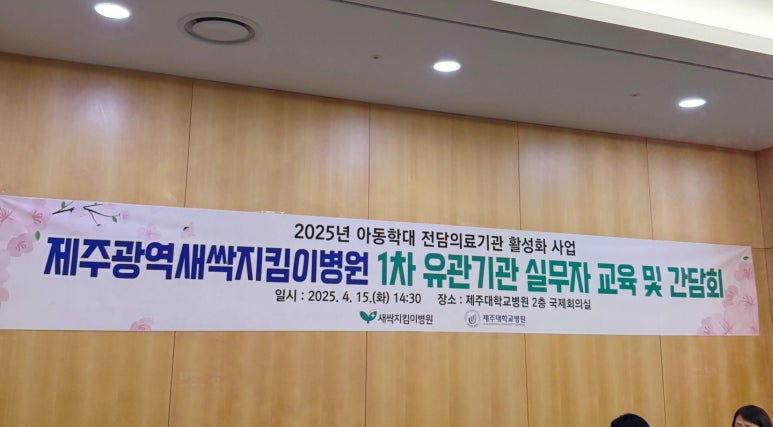 2025년 아동학대 전담의료기관 활성화 사업
제주광역새싹지킴이병원 1차 유관기관 실무자 교육 및 간담회
일시 : 2025. 4. 15.(화) 14:30 장소 : 제주대학교병원 2층 국제회의실
새싹지킴이병원 제주대학교병원